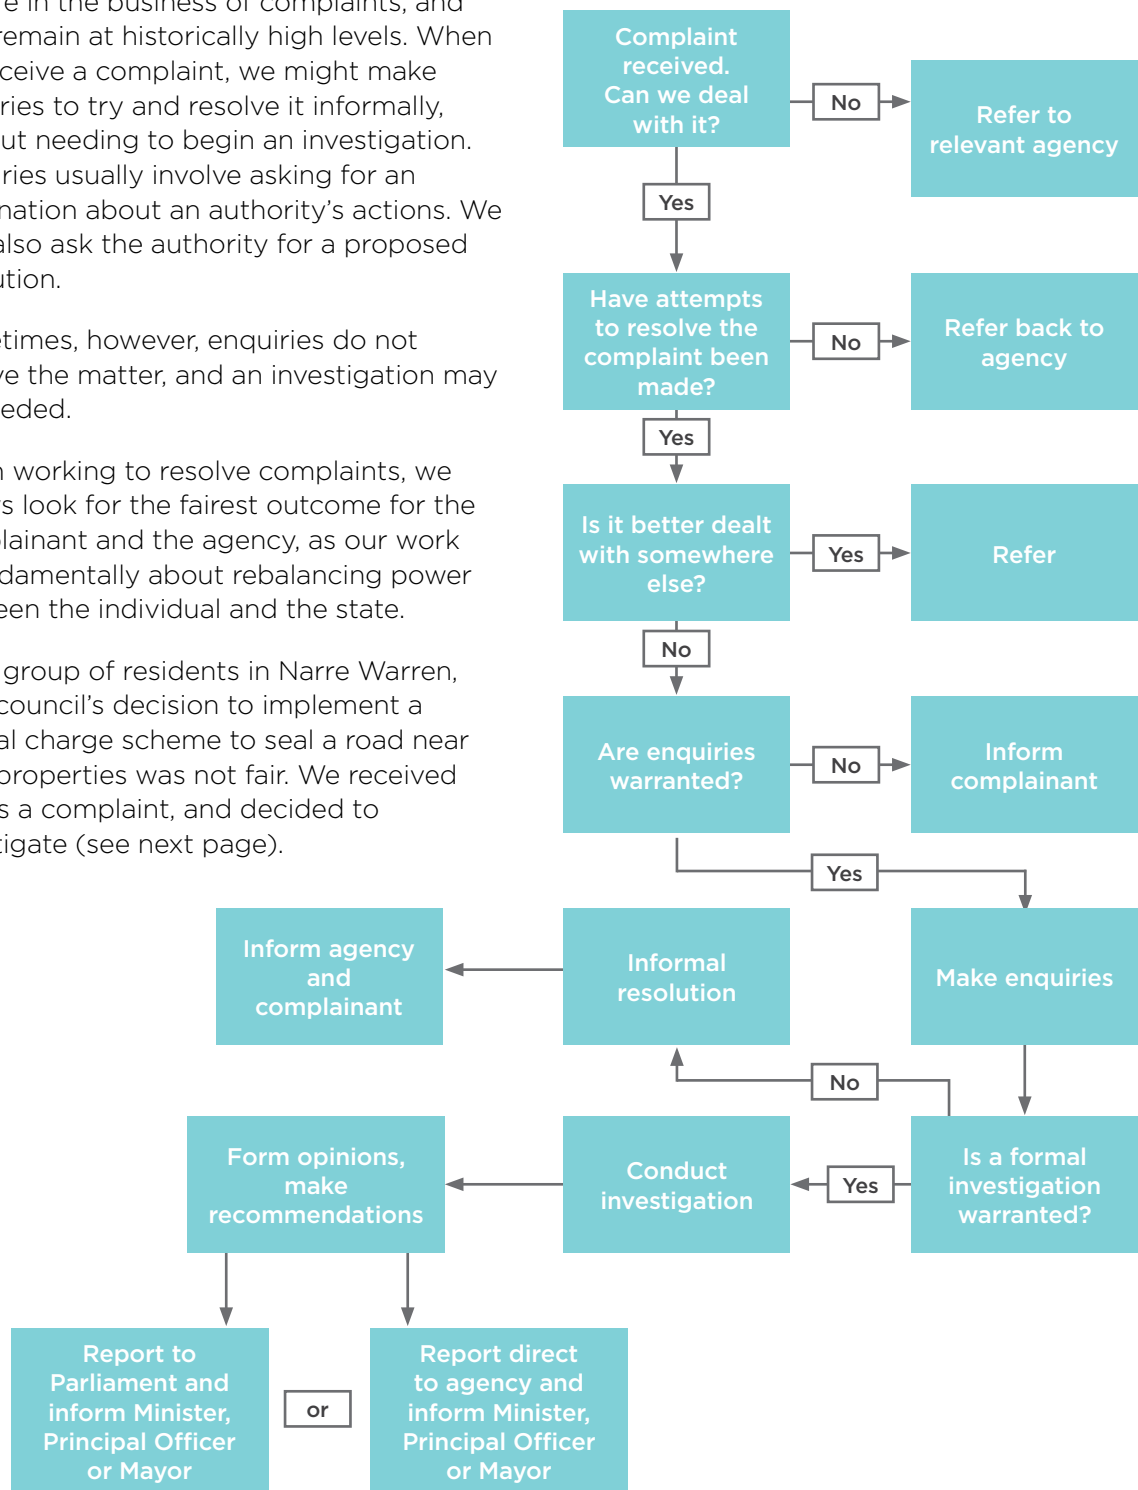 e in the business of complaints, and
remain at historically high levels. When
ceive a complaint, we might make
ries to try and resolve it informally,
ut needing to begin an investigation.
ries usually involve asking for an
nation about an authority's actions. We
also ask the authority for a proposed
ution.
etimes, however, enquiries do not
ve the matter, and an investigation may
eded.
n working to resolve complaints, we
s look for the fairest outcome for the
plainant and the agency, as our work
ndamentally about rebalancing power
een the individual and the state.
group of residents in Narre Warren,
council's decision to implement a
al charge scheme to seal a road near
properties was not fair. We received
s a complaint, and decided to
tigate (see next page).
Complaint
received.
Can we deal
with it?
No
Refer to
relevant agency
Yes
Have attempts
to resolve the
complaint been
made?
No
Refer back to
agency
Yes
Is it better dealt
with somewhere
else?
Yes
Refer
No
Are enquiries
warranted?
No
Inform
complainant
Yes
Inform agency
and
complainant
Informal
resolution
Make enquiries
No
Form opinions,
make
recommendations
Conduct
investigation
Yes
Is a formal
investigation
warranted?
Report to
Parliament and
inform Minister,
Principal Officer
or Mayor
or
Report direct
to agency and
inform Minister,
Principal Officer
or Mayor